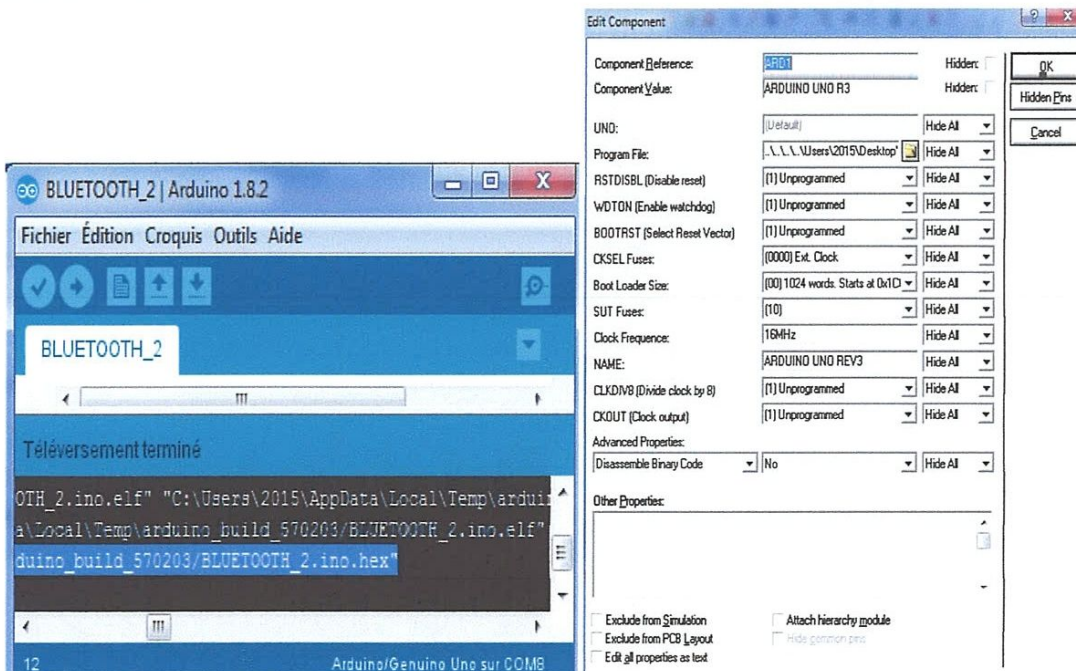 BLUETOOTH_2 | Arduino 1.8.2
Fichier Édition Croquis Outils Aide
BLUETOOTH_2
Téléversement terminé
OTH_2.ino.elf" "C:\Users\2015\AppData\Local\Temp\arduin
a\Local\Temp\arduino_build_570203/BLUETOOTH_2.ino.elf"
duino_build_570203/BLUETOOTH_2.ino.hex"
12 Arduino/Genuino Uno sur COM8
Edit Component
Component Reference: ARD1 Hidden:
Component Value: ARDUINO UNO R3 Hidden:
UNO: (Default) Hide All
Program File: ..\..\..\..\Users\2015\Desktop' Hide All
RSTDISBL (Disable reset) (1) Unprogrammed Hide All
WDTON (Enable watchdog) (1) Unprogrammed Hide All
BOOTRST (Select Reset Vector) (1) Unprogrammed Hide All
CKSEL Fuses: (0000) Ext. Clock Hide All
Boot Loader Size: (00) 1024 words. Starts at 0x1C Hide All
SUT Fuses: (10) Hide All
Clock Frequence: 16MHz Hide All
NAME: ARDUINO UNO REV3 Hide All
CLKDIV8 (Divide clock by 8) (1) Unprogrammed Hide All
CKOUT (Clock output) (1) Unprogrammed Hide All
Advanced Properties:
Disassemble Binary Code No Hide All
Other Properties:
Exclude from Simulation Attach hierarchy module
Exclude from PCB Layout Hide common pins
Edit all properties as text
OK
Hidden Pins
Cancel